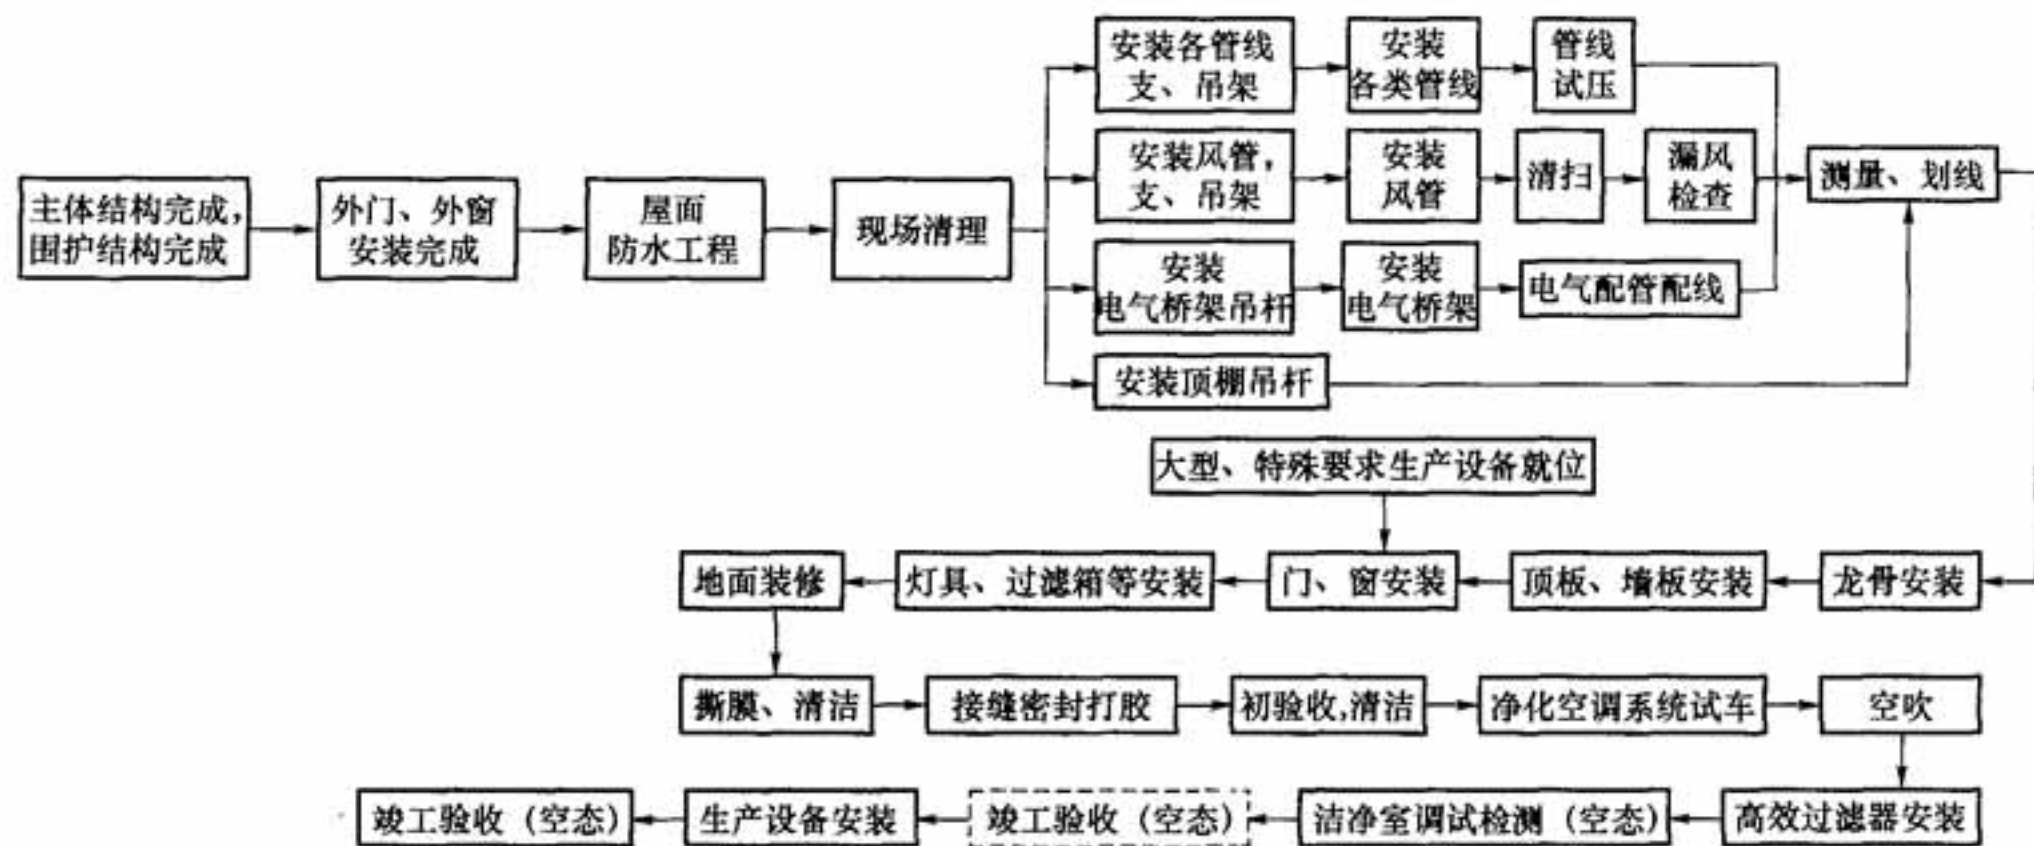 主体结构完成,
围护结构完成
外门、外窗
安装完成
屋面
防水工程
现场清理
安装各管线
支、吊架
安装
各类管线
管线
试压
安装风管,
支、吊架
安装
风管
清扫
漏风
检查
安装
电气桥架吊杆
安装
电气桥架
电气配管配线
安装顶棚吊杆
测量、划线
大型、特殊要求生产设备就位
龙骨安装
顶板、墙板安装
门、窗安装
灯具、过滤箱等安装
地面装修
撕膜、清洁
接缝密封打胶
初验收,清洁
净化空调系统试车
空吹
高效过滤器安装
洁净室调试检测（空态）
竣工验收（空态）
生产设备安装
竣工验收（空态）